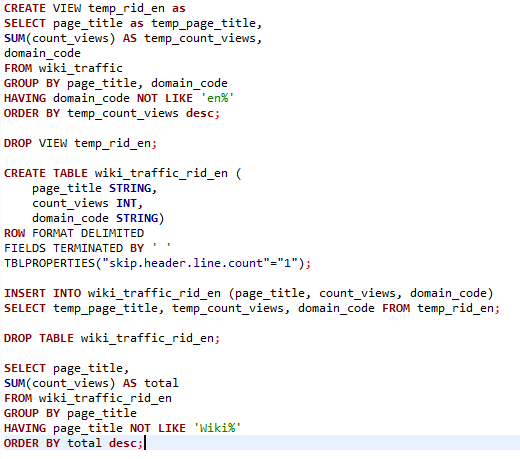 CREATE VIEW temp_rid_en as
SELECT page_title as temp_page_title,
SUM(count_views) AS temp_count_views,
domain_code
FROM wiki_traffic
GROUP BY page_title, domain_code
HAVING domain_code NOT LIKE 'en%'
ORDER BY temp_count_views desc;
DROP VIEW temp_rid_en;
CREATE TABLE wiki_traffic_rid_en (
page_title STRING,
count_views INT,
domain_code STRING)
ROW FORMAT DELIMITED
FIELDS TERMINATED BY ' '
TBLPROPERTIES("skip.header.line.count"="1");
INSERT INTO wiki_traffic_rid_en (page_title, count_views, domain_code)
SELECT temp_page_title, temp_count_views, domain_code FROM temp_rid_en;
DROP TABLE wiki_traffic_rid_en;
SELECT page_title,
SUM(count_views) AS total
FROM wiki_traffic_rid_en
GROUP BY page_title
HAVING page_title NOT LIKE 'Wiki%'
ORDER BY total desc;